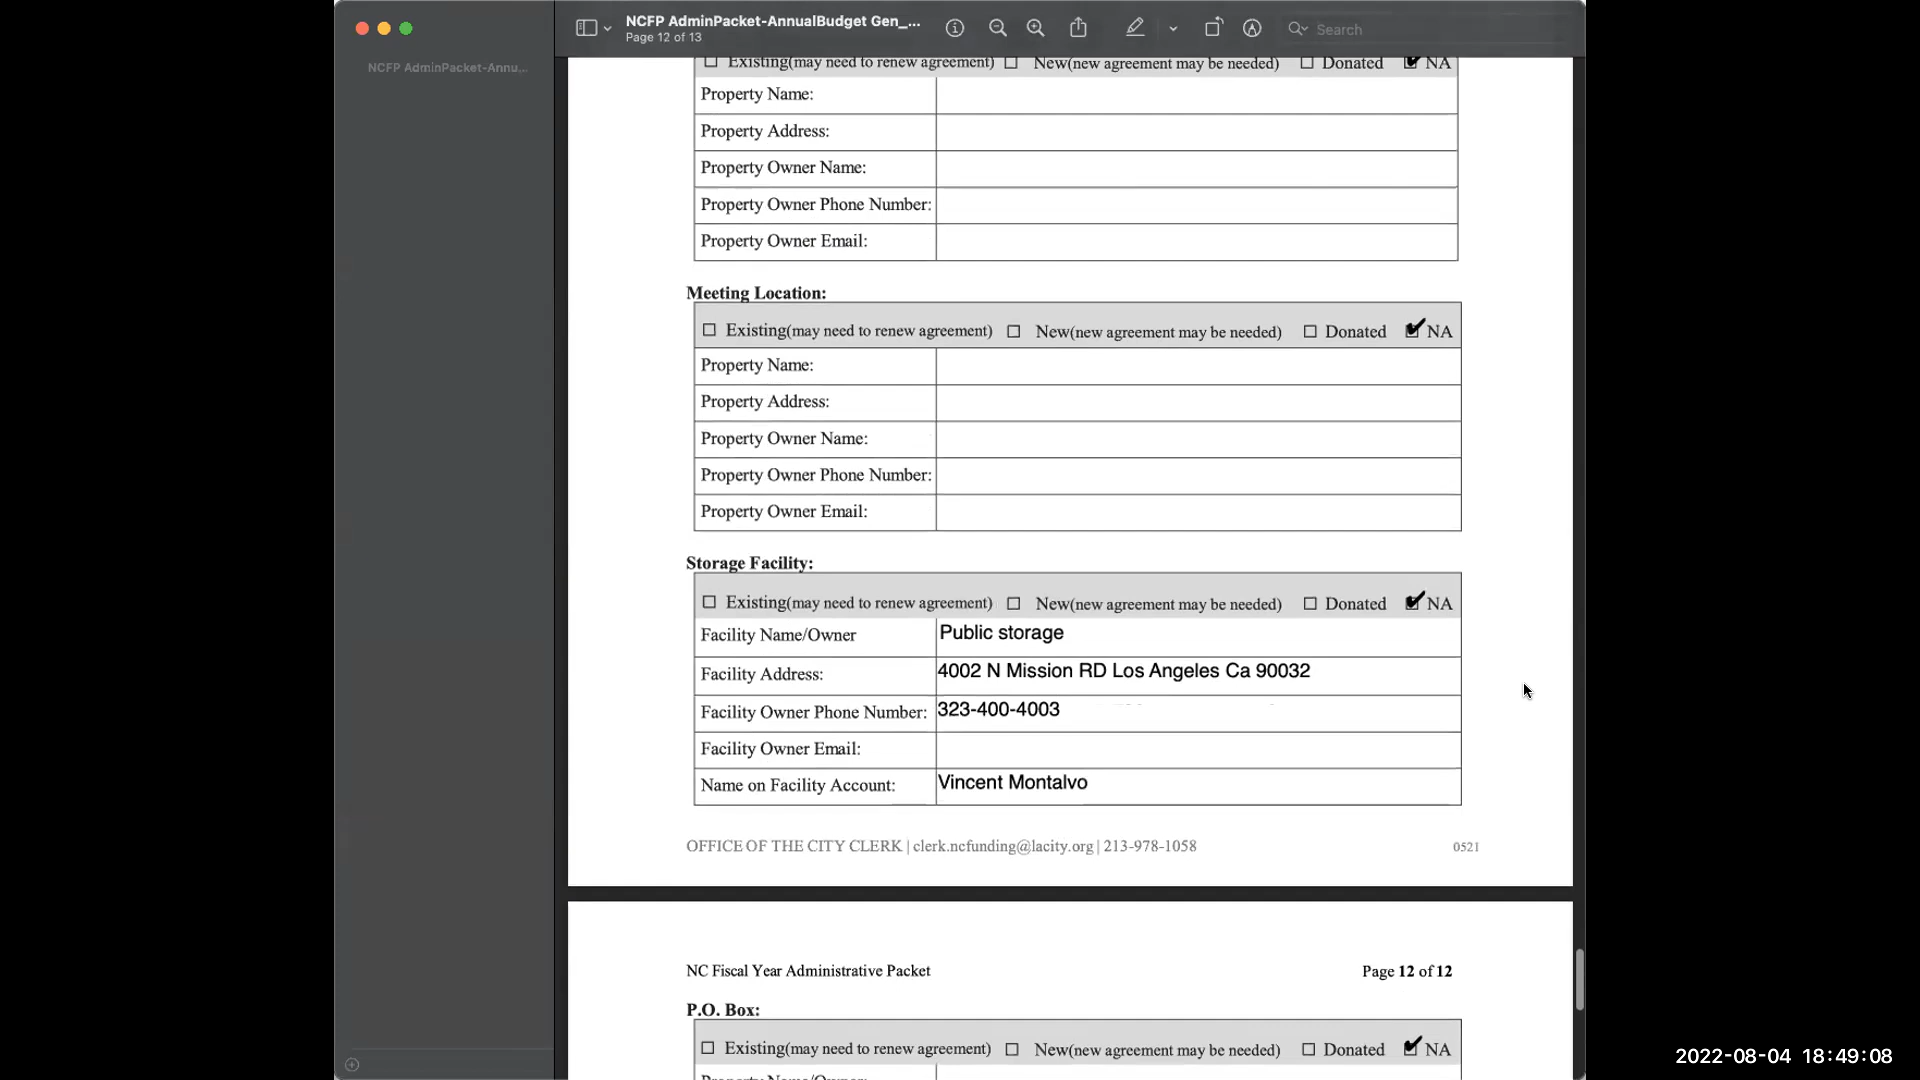 NCFP AdminPacket-AnnualBudget Gen_...
Page 12 of 13
Search
NCFP AdminPacket-Annu...
Existing(may need to renew agreement) New(new agreement may be needed) Donated NA
Property Name:
Property Address:
Property Owner Name:
Property Owner Phone Number:
Property Owner Email:
Meeting Location:
Existing(may need to renew agreement) New(new agreement may be needed) Donated NA
Property Name:
Property Address:
Property Owner Name:
Property Owner Phone Number:
Property Owner Email:
Storage Facility:
Existing(may need to renew agreement) New(new agreement may be needed) Donated NA
Facility Name/Owner Public storage
Facility Address: 4002 N Mission RD Los Angeles Ca 90032
Facility Owner Phone Number: 323-400-4003
Facility Owner Email:
Name on Facility Account: Vincent Montalvo
OFFICE OF THE CITY CLERK | clerk.ncfunding@lacity.org | 213-978-1058 0521
NC Fiscal Year Administrative Packet Page 12 of 12
P.O. Box:
Existing(may need to renew agreement) New(new agreement may be needed) Donated NA
Property Name/Owner:
2022-08-04 18:49:08